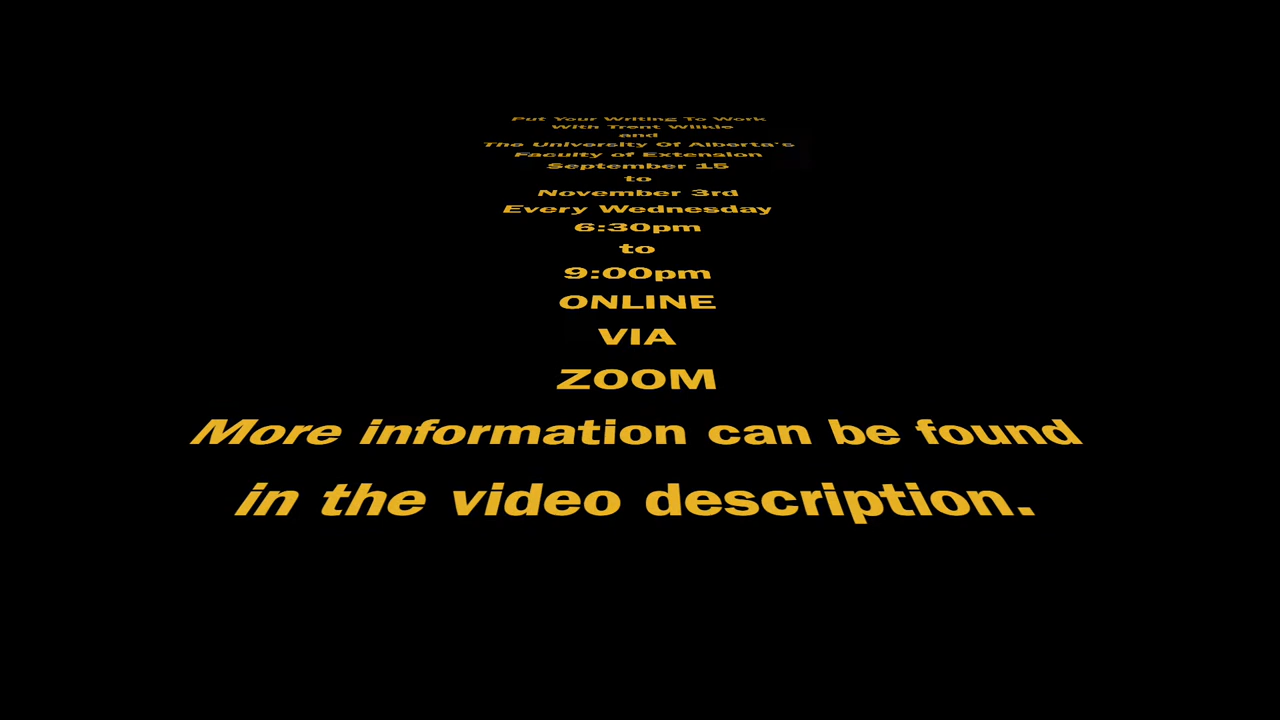 Put Your Writing To Work
With Trent Wilkie
and
The University Of Alberta's
Faculty of Extension
September 15
to
November 3rd
Every Wednesday
6:30pm
to
9:00pm
ONLINE
VIA
ZOOM
More information can be found
in the video description.